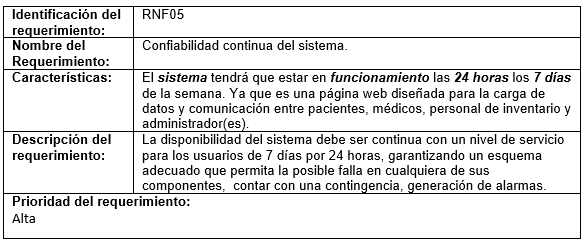 Identificación del requerimiento: RNF05
Nombre del Requerimiento: Confiabilidad continua del sistema.
Características: El sistema tendrá que estar en funcionamiento las 24 horas los 7 días
de la semana. Ya que es una página web diseñada para la carga de
datos y comunicación entre pacientes, médicos, personal de inventario y
administrador(es).
Descripción del requerimiento: La disponibilidad del sistema debe ser continua con un nivel de servicio
para los usuarios de 7 días por 24 horas, garantizando un esquema
adecuado que permita la posible falla en cualquiera de sus
componentes, contar con una contingencia, generación de alarmas.
Prioridad del requerimiento:
Alta